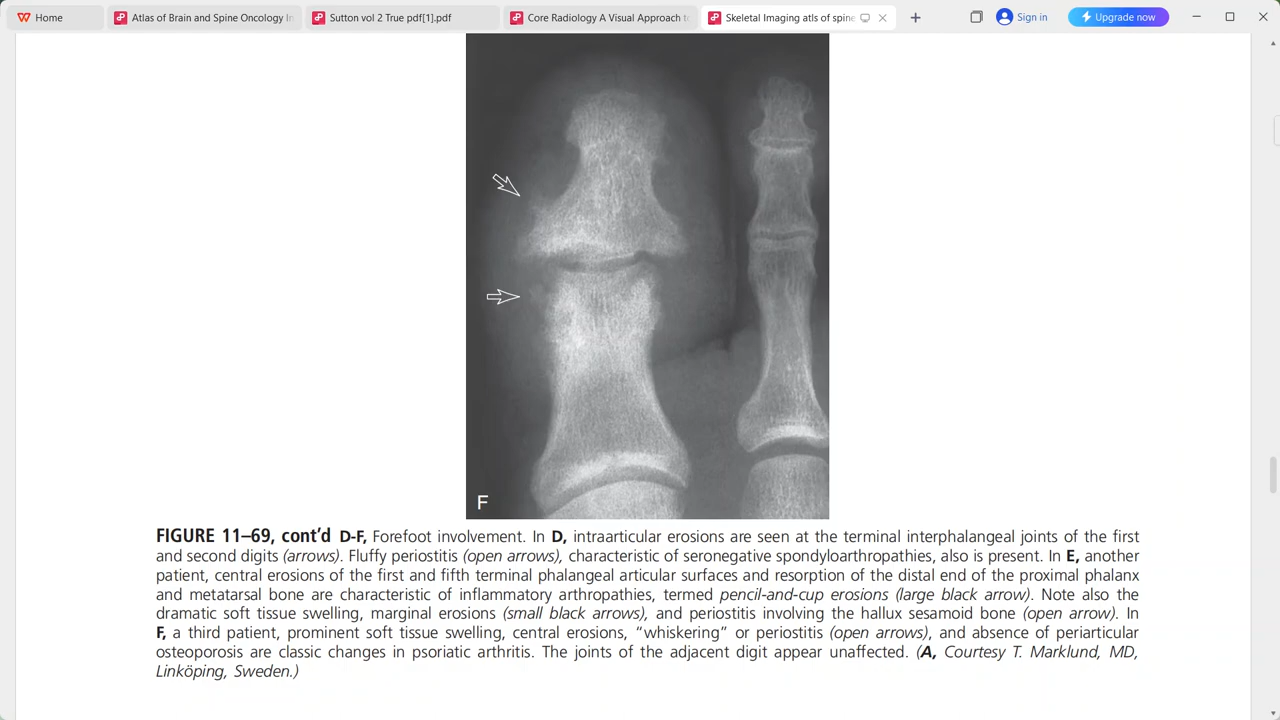 Home
Atlas of Brain and Spine Oncology I
Sutton vol 2 True pdf[1].pdf
Core Radiology A Visual Approach to
Skeletal Imaging atls of spine
Sign in
Upgrade now
F
FIGURE 11–69, cont’d D-F, Forefoot involvement. In D, intraarticular erosions are seen at the terminal interphalangeal joints of the first
and second digits (arrows). Fluffy periostitis (open arrows), characteristic of seronegative spondyloarthropathies, also is present. In E, another
patient, central erosions of the first and fifth terminal phalangeal articular surfaces and resorption of the distal end of the proximal phalanx
and metatarsal bone are characteristic of inflammatory arthropathies, termed pencil-and-cup erosions (large black arrow). Note also the
dramatic soft tissue swelling, marginal erosions (small black arrows), and periostitis involving the hallux sesamoid bone (open arrow). In
F, a third patient, prominent soft tissue swelling, central erosions, “whiskering” or periostitis (open arrows), and absence of periarticular
osteoporosis are classic changes in psoriatic arthritis. The joints of the adjacent digit appear unaffected. (A, Courtesy T. Marklund, MD,
Linköping, Sweden.)